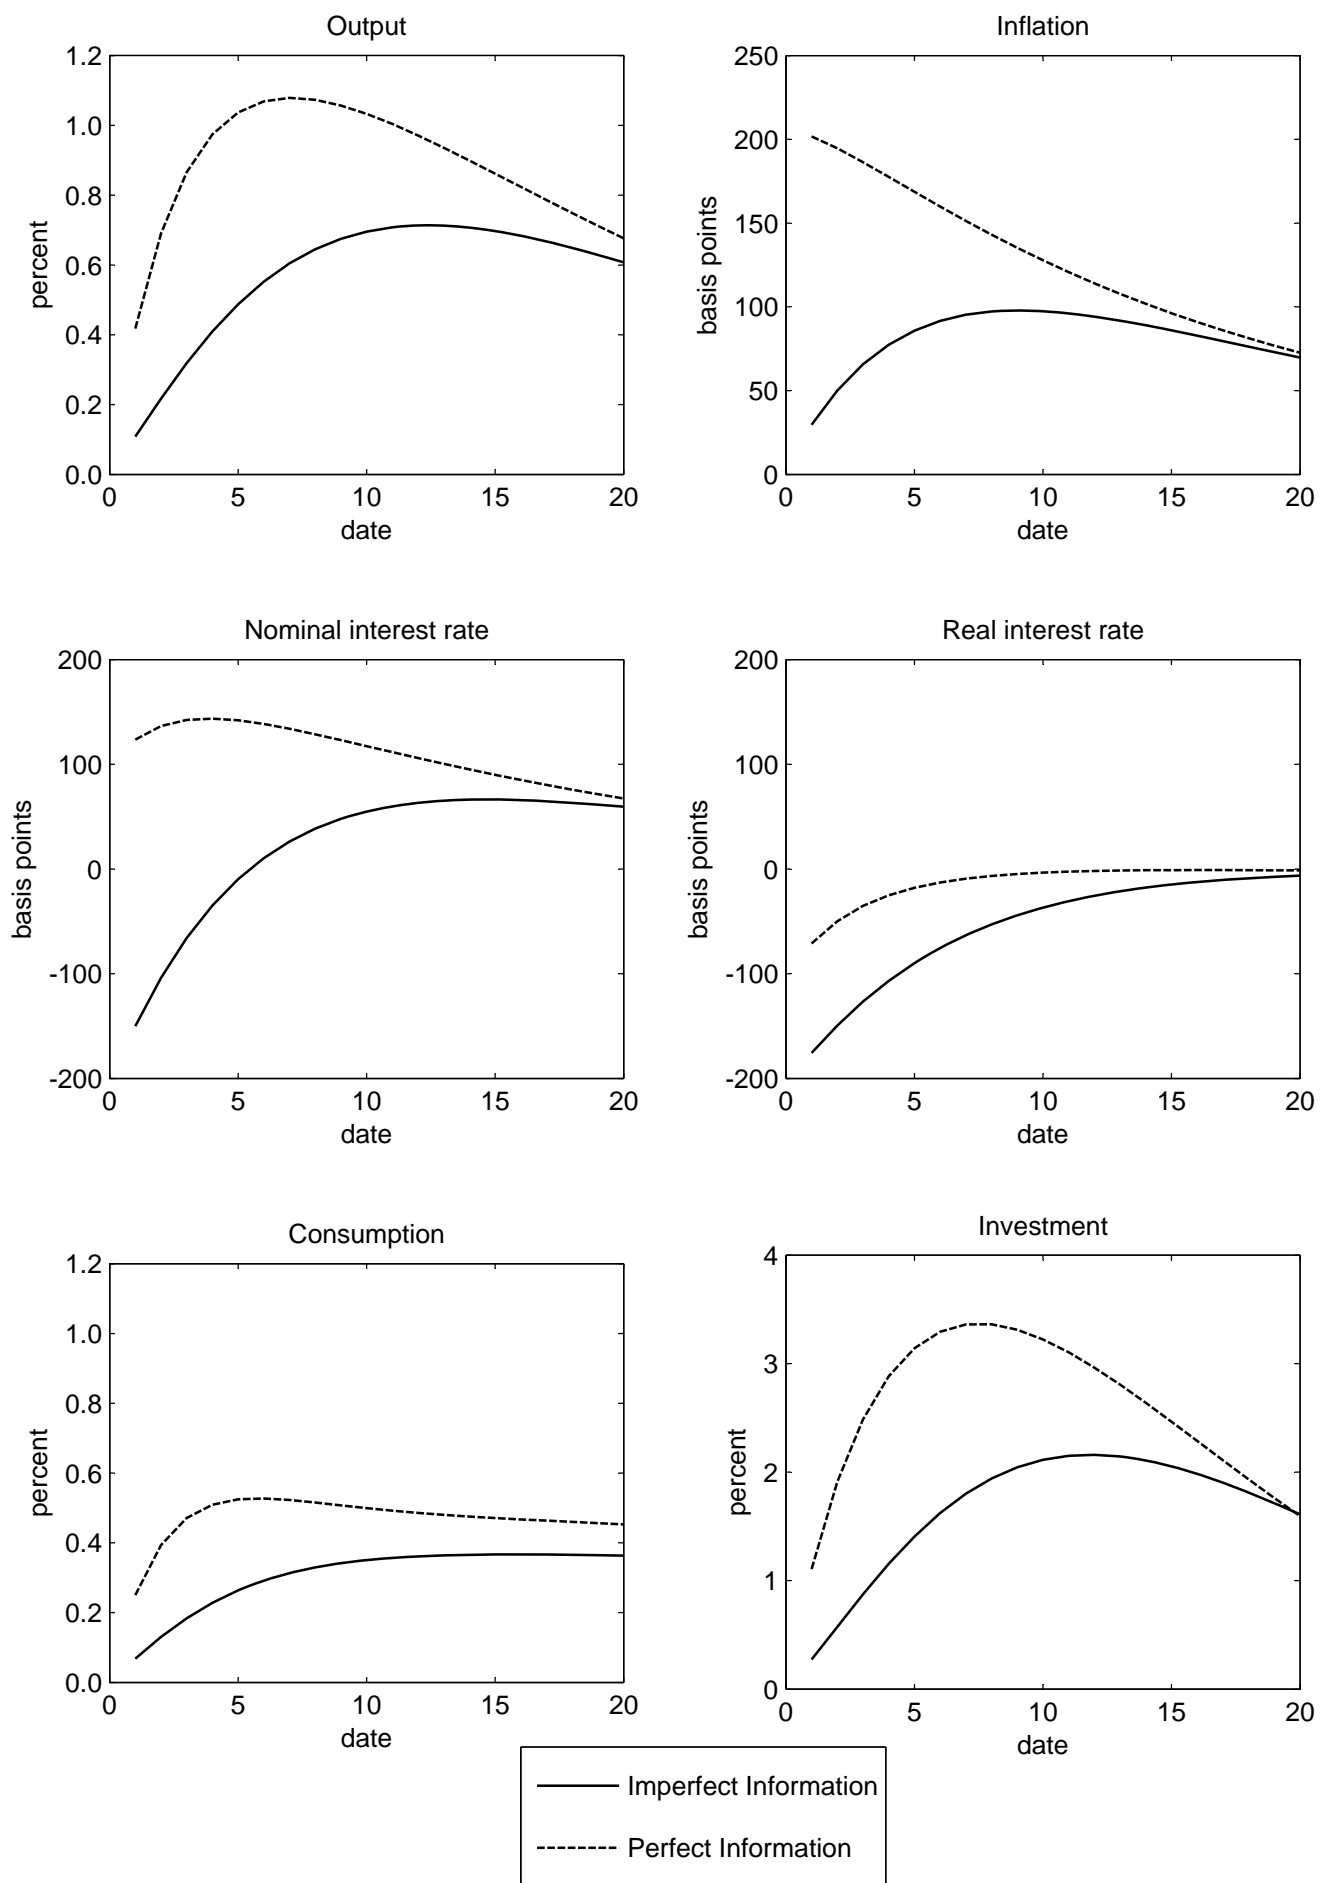 Output
1.2
1.0
0.8
0.6
0.4
0.2
0.0
percent
0 5 10 15 20
date
Inflation
250
200
150
100
50
0
basis points
0 5 10 15 20
date
Nominal interest rate
200
100
0
-100
-200
basis points
0 5 10 15 20
date
Real interest rate
200
100
0
-100
-200
basis points
0 5 10 15 20
date
Consumption
1.2
1.0
0.8
0.6
0.4
0.2
0.0
percent
0 5 10 15 20
date
Investment
4
3
2
1
0
percent
0 5 10 15 20
date
Imperfect Information
Perfect Information